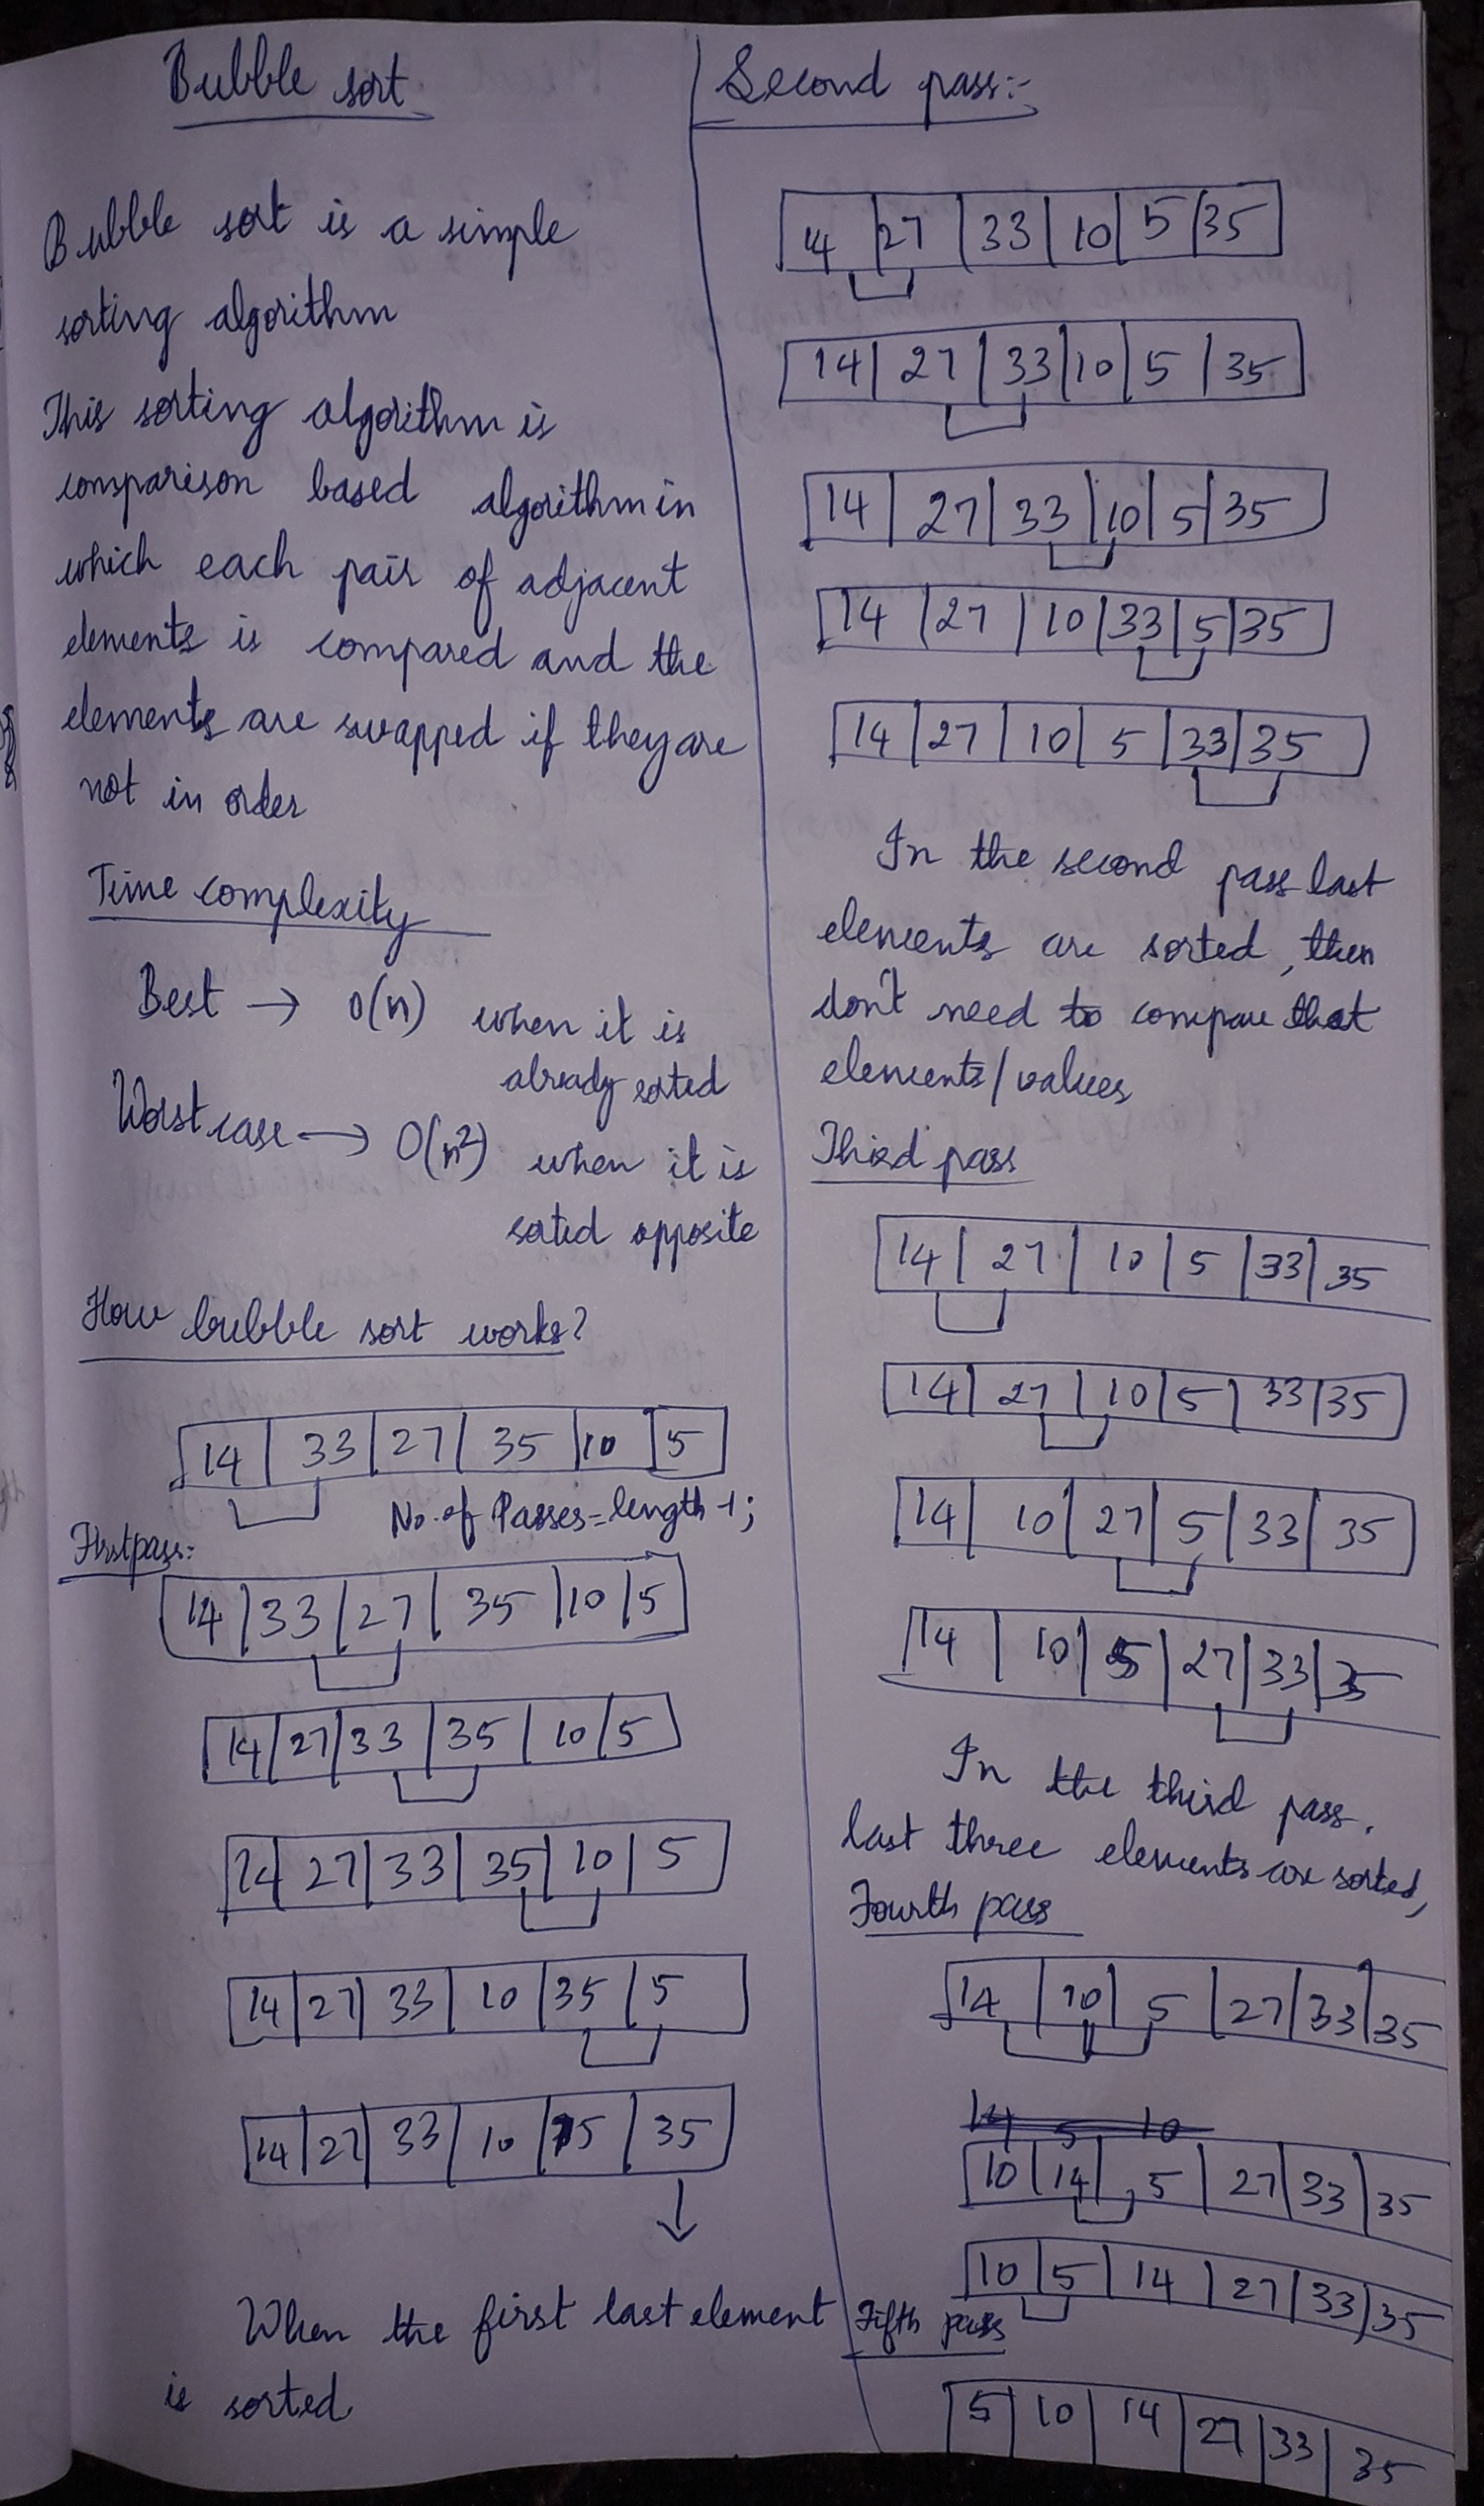 Bubble sort
Bubble sort is a simple
sorting algorithm
This sorting algorithm is
comparison based algorithm in
which each pair of adjacent
elements is compared and the
elements are swapped if they are
not in order
Time complexity
Best → O(n) when it is
already sorted
Worst case → O(n²) when it is
sorted opposite
How bubble sort works?
14 33 27 35 10 5
No. of Passes = length -1;
First pass:
14 33 27 35 10 5
14 27 33 35 10 5
14 27 33 35 10 5
14 27 33 10 35 5
14 27 33 10 5 35
When the first last element
is sorted
Second pass:-
14 27 33 10 5 35
14 27 33 10 5 35
14 27 33 10 5 35
14 27 10 33 5 35
14 27 10 5 33 35
In the second pass last
elements are sorted, then
don't need to compare that
elements/values
Third pass
14 27 10 5 33 35
14 27 10 5 33 35
14 10 27 5 33 35
14 10 5 27 33 35
In the third pass.
last three elements are sorted,
Fourth pass
14 10 5 27 33 35
14 5 10
10 14 5 27 33 35
10 5 14 27 33 35
Fifth pass
5 10 14 27 33 35